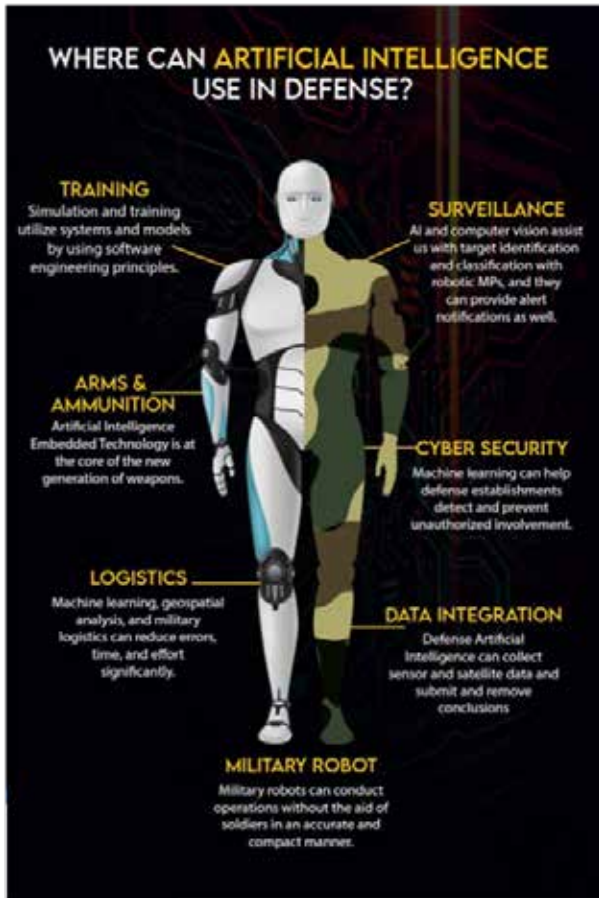 WHERE CAN ARTIFICIAL INTELLIGENCE
USE IN DEFENSE?
TRAINING
Simulation and training
utilize systems and models
by using software
engineering principles.
SURVEILLANCE
AI and computer vision assist
us with target identification
and classification with
robotic MPs, and they
can provide alert
notifications as well.
ARMS &
AMMUNITION
Artificial Intelligence
Embedded Technology is at
the core of the new
generation of weapons.
CYBER SECURITY
Machine learning can help
defense establishments
detect and prevent
unauthorized involvement.
LOGISTICS
Machine learning, geospatial
analysis, and military
logistics can reduce errors,
time, and effort
significantly.
DATA INTEGRATION
Defense Artificial
Intelligence can collect
sensor and satellite data and
submit and remove
conclusions
MILITARY ROBOT
Military robots can conduct
operations without the aid of
soldiers in an accurate and
compact manner.